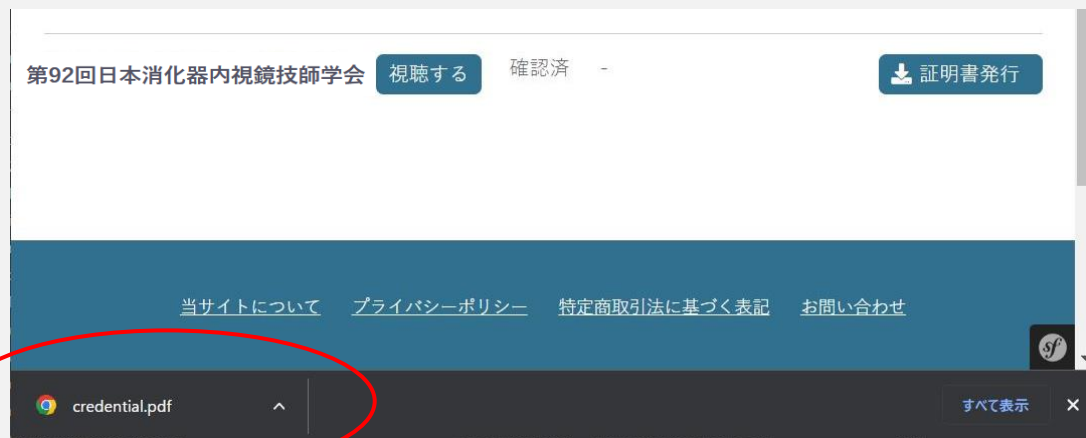 第92回日本消化器内視鏡技師学会 視聴する 確認済 - 証明書発行
当サイトについて プライバシーポリシー 特定商取引法に基づく表記 お問い合わせ
sf
credential.pdf すべて表示 ×